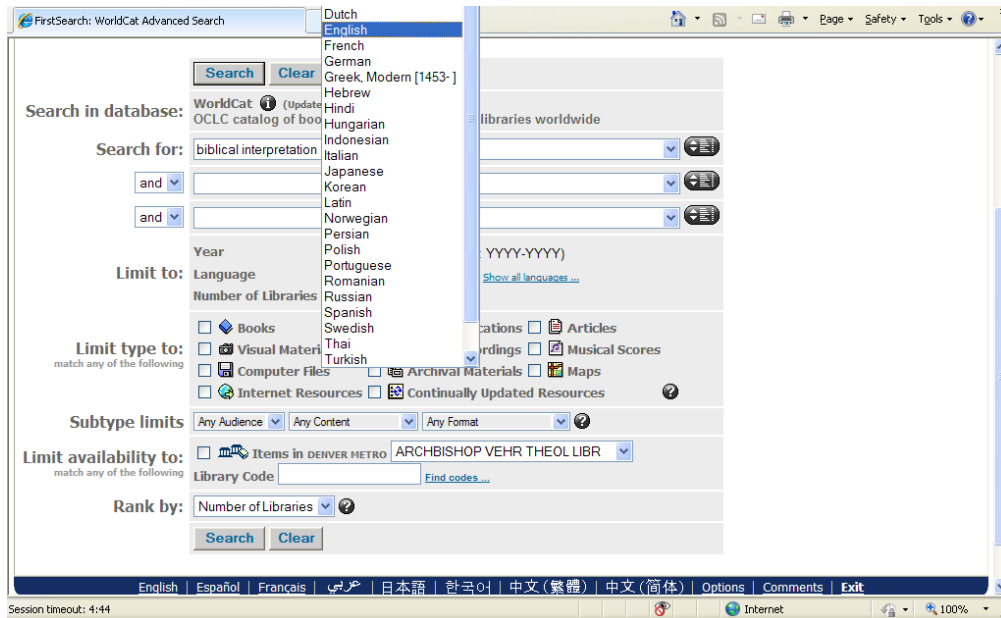 FirstSearch: WorldCat Advanced Search
Page Safety Tools
Dutch
English
French
German
Greek, Modern [1453- ]
Hebrew
Hindi
Hungarian
Indonesian
Italian
Japanese
Korean
Latin
Norwegian
Persian
Polish
Portuguese
Romanian
Russian
Spanish
Swedish
Thai
Turkish
Search Clear
Search in database: WorldCat (Update
OCLC catalog of boo libraries worldwide
Search for: biblical interpretation
and
and
Limit to: Year YYYY-YYYY)
Language Show all languages ...
Number of Libraries
Limit type to:
match any of the following
Books cations Articles
Visual Materi rdings Musical Scores
Computer Files Archival Materials Maps
Internet Resources Continually Updated Resources
Subtype limits Any Audience Any Content Any Format
Limit availability to:
match any of the following
Items in DENVER METRO ARCHBISHOP VEHR THEOL LIBR
Library Code Find codes ...
Rank by: Number of Libraries
Search Clear
English | Español | Français | عربي | 日本語 | 한국어 | 中文(繁體) | 中文(简体) | Options | Comments | Exit
Session timeout: 4:44 Internet 100%